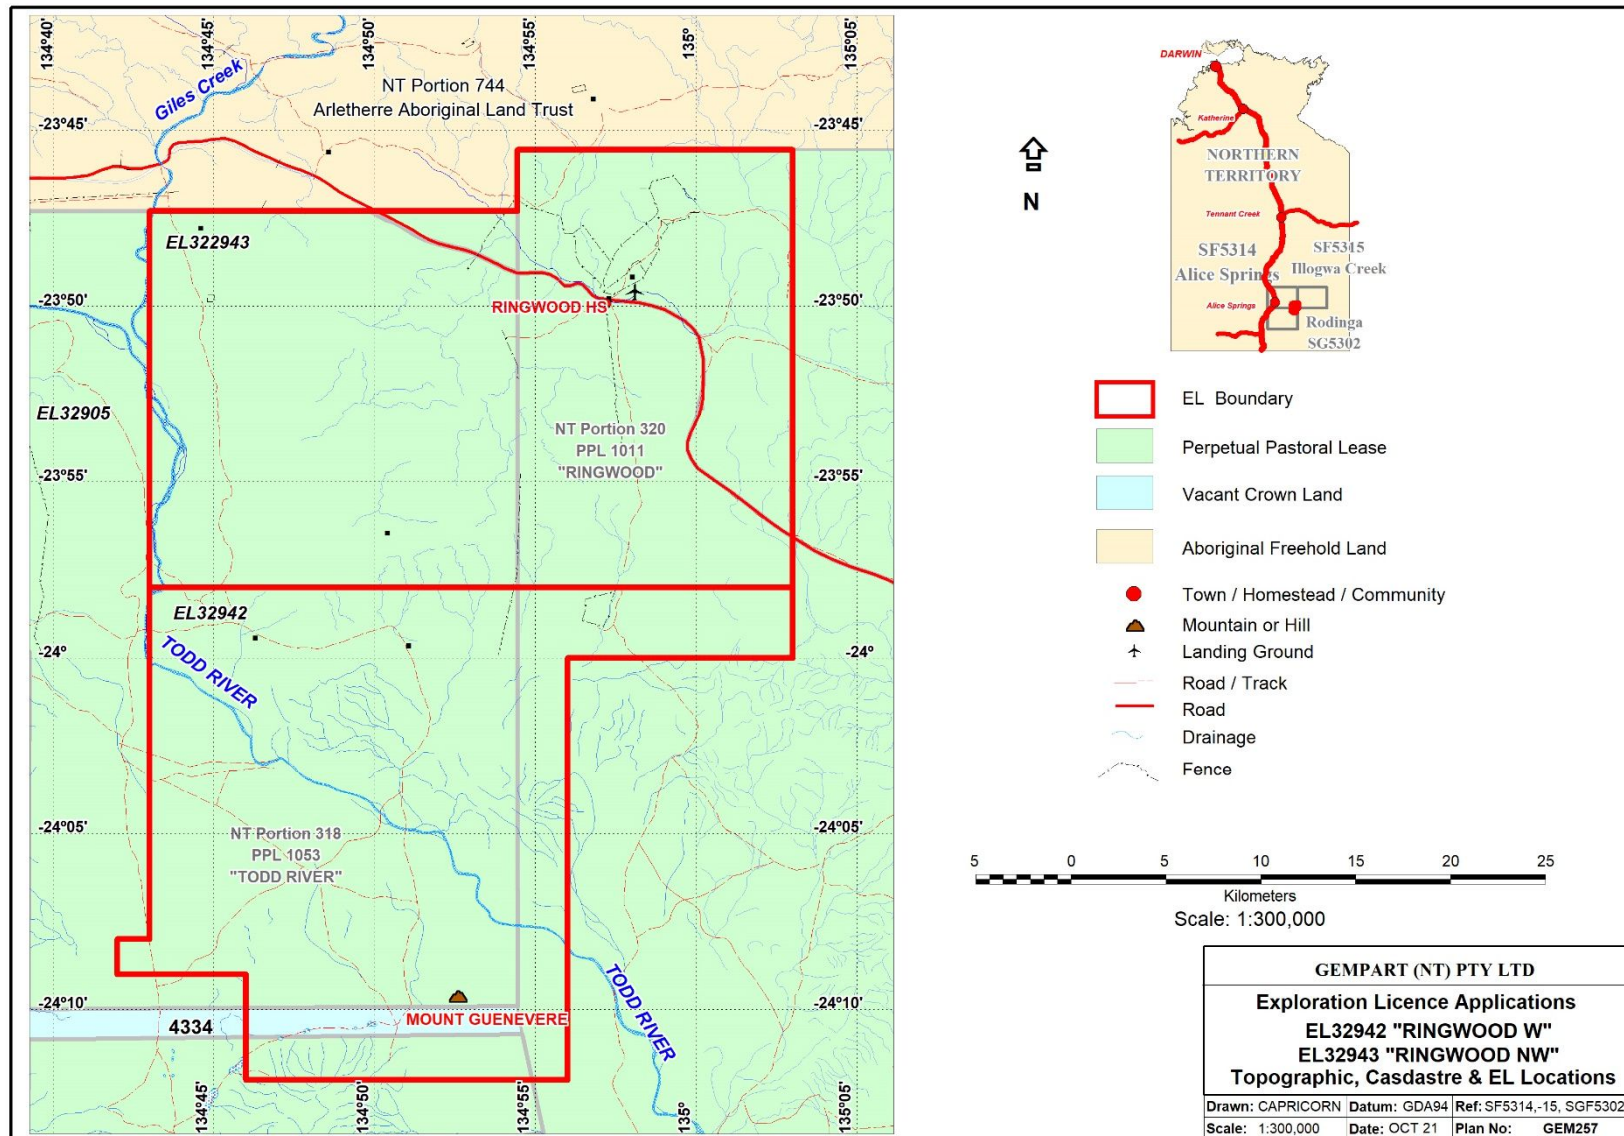 134°40'
134°45'
134°50'
134°55'
135°
135°05'
Giles Creek
NT Portion 744
Arletherre Aboriginal Land Trust
-23°45'
-23°45'
EL322943
-23°50'
-23°50'
RINGWOOD HS
EL32905
NT Portion 320
PPL 1011
"RINGWOOD"
-23°55'
-23°55'
EL32942
TODD RIVER
-24°
-24°05'
-24°05'
NT Portion 318
PPL 1053
"TODD RIVER"
TODD RIVER
-24°10'
-24°10'
4334
MOUNT GUENEVERE
134°45'
134°50'
134°55'
135°
135°05'
N
DARWIN
Katherine
NORTHERN
TERRITORY
Tennant Creek
SF5314
Alice Springs
SF5315
Illogwa Creek
Alice Springs
Rodinga
SG5302
EL Boundary
Perpetual Pastoral Lease
Vacant Crown Land
Aboriginal Freehold Land
Town / Homestead / Community
Mountain or Hill
Landing Ground
Road / Track
Road
Drainage
Fence
5 0 5 10 15 20 25
Kilometers
Scale: 1:300,000
GEMPART (NT) PTY LTD
Exploration Licence Applications
EL32942 "RINGWOOD W"
EL32943 "RINGWOOD NW"
Topographic, Casdastre & EL Locations
Drawn: CAPRICORN Datum: GDA94 Ref: SF5314,-15, SGF5302
Scale: 1:300,000 Date: OCT 21 Plan No: GEM257